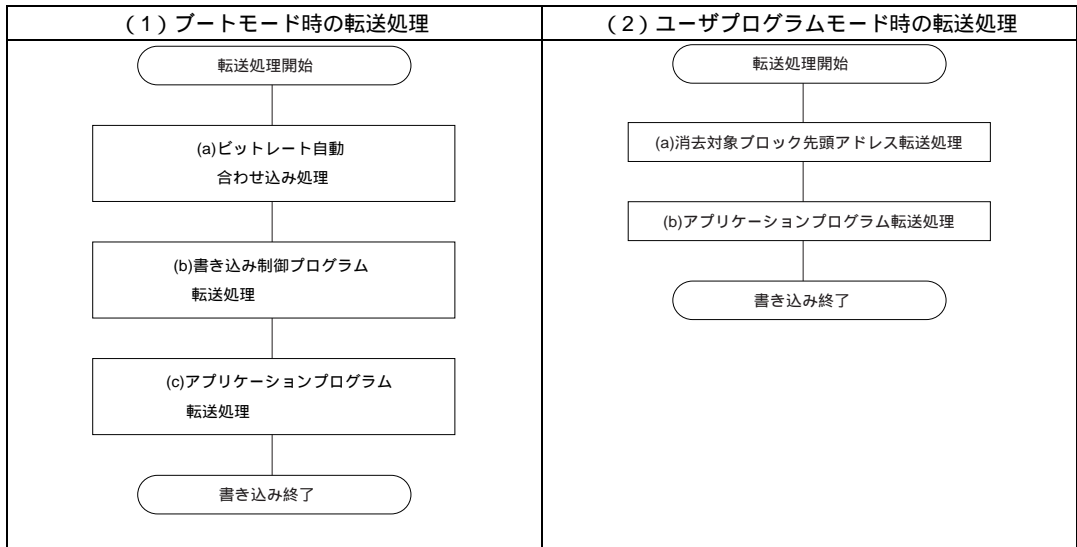 （1）ブートモード時の転送処理
転送処理開始
(a)ビットレート自動
合わせ込み処理
(b)書き込み制御プログラム
転送処理
(c)アプリケーションプログラム
転送処理
書き込み終了
（2）ユーザプログラムモード時の転送処理
転送処理開始
(a)消去対象ブロック先頭アドレス転送処理
(b)アプリケーションプログラム転送処理
書き込み終了